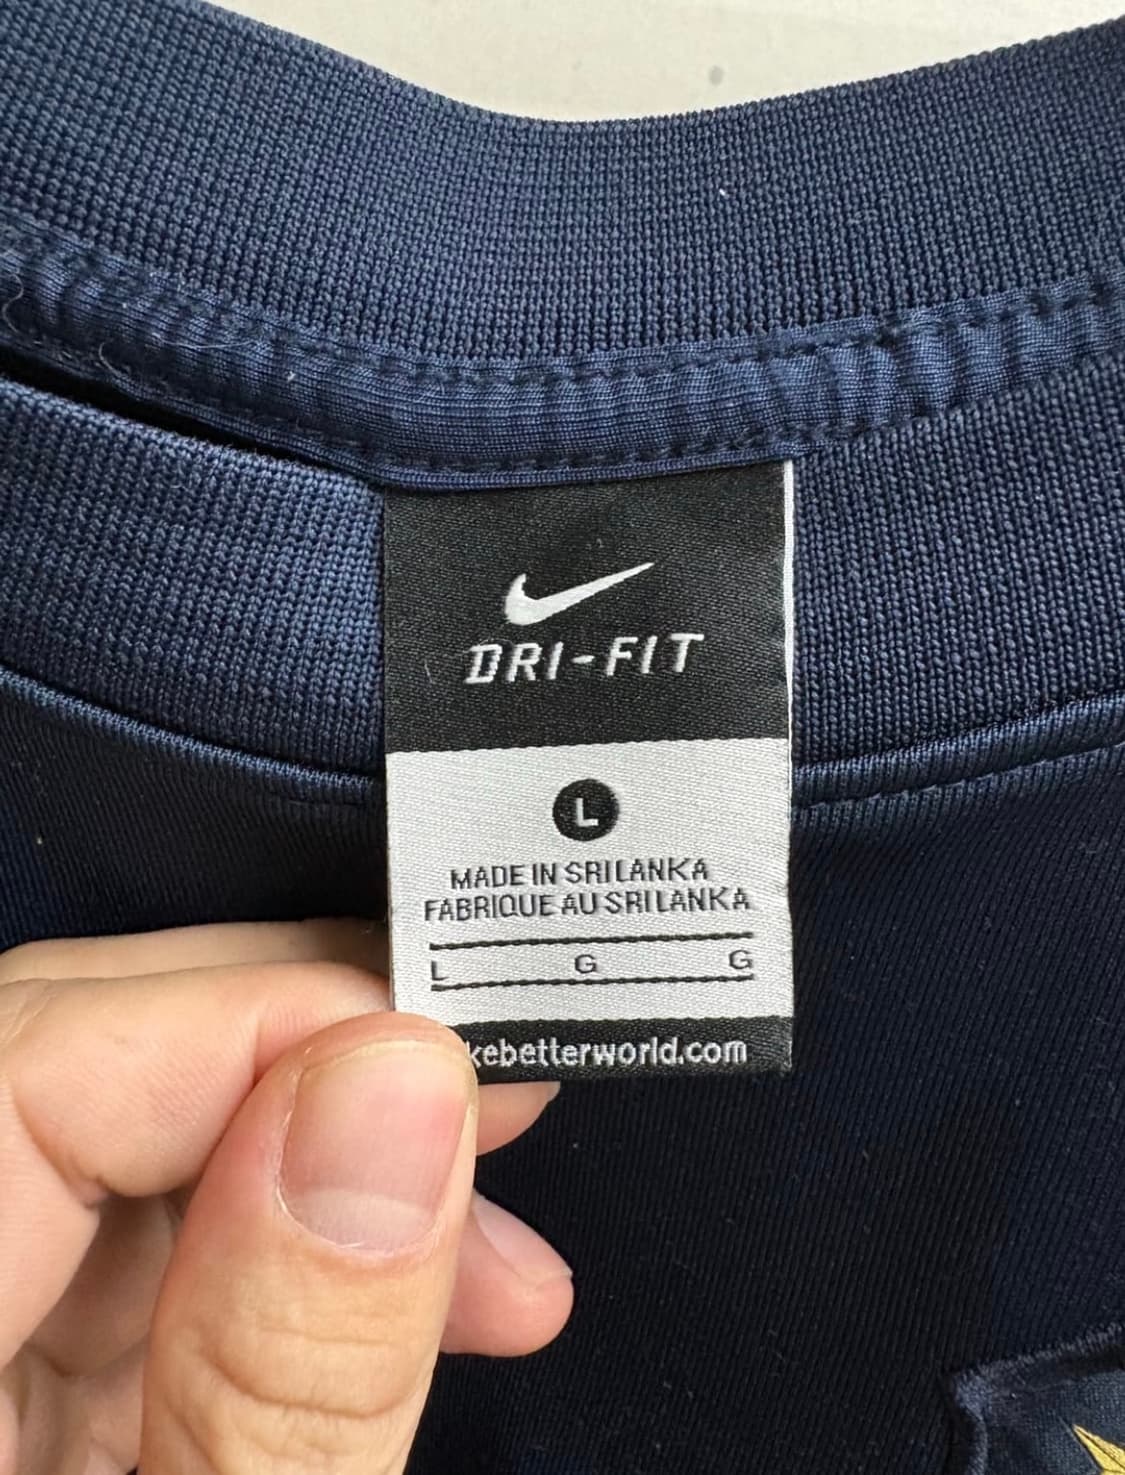 DRI-FIT
L
MADE IN SRI LANKA
FABRIQUE AU SRI LANKA
L G G
kebetterworld.com